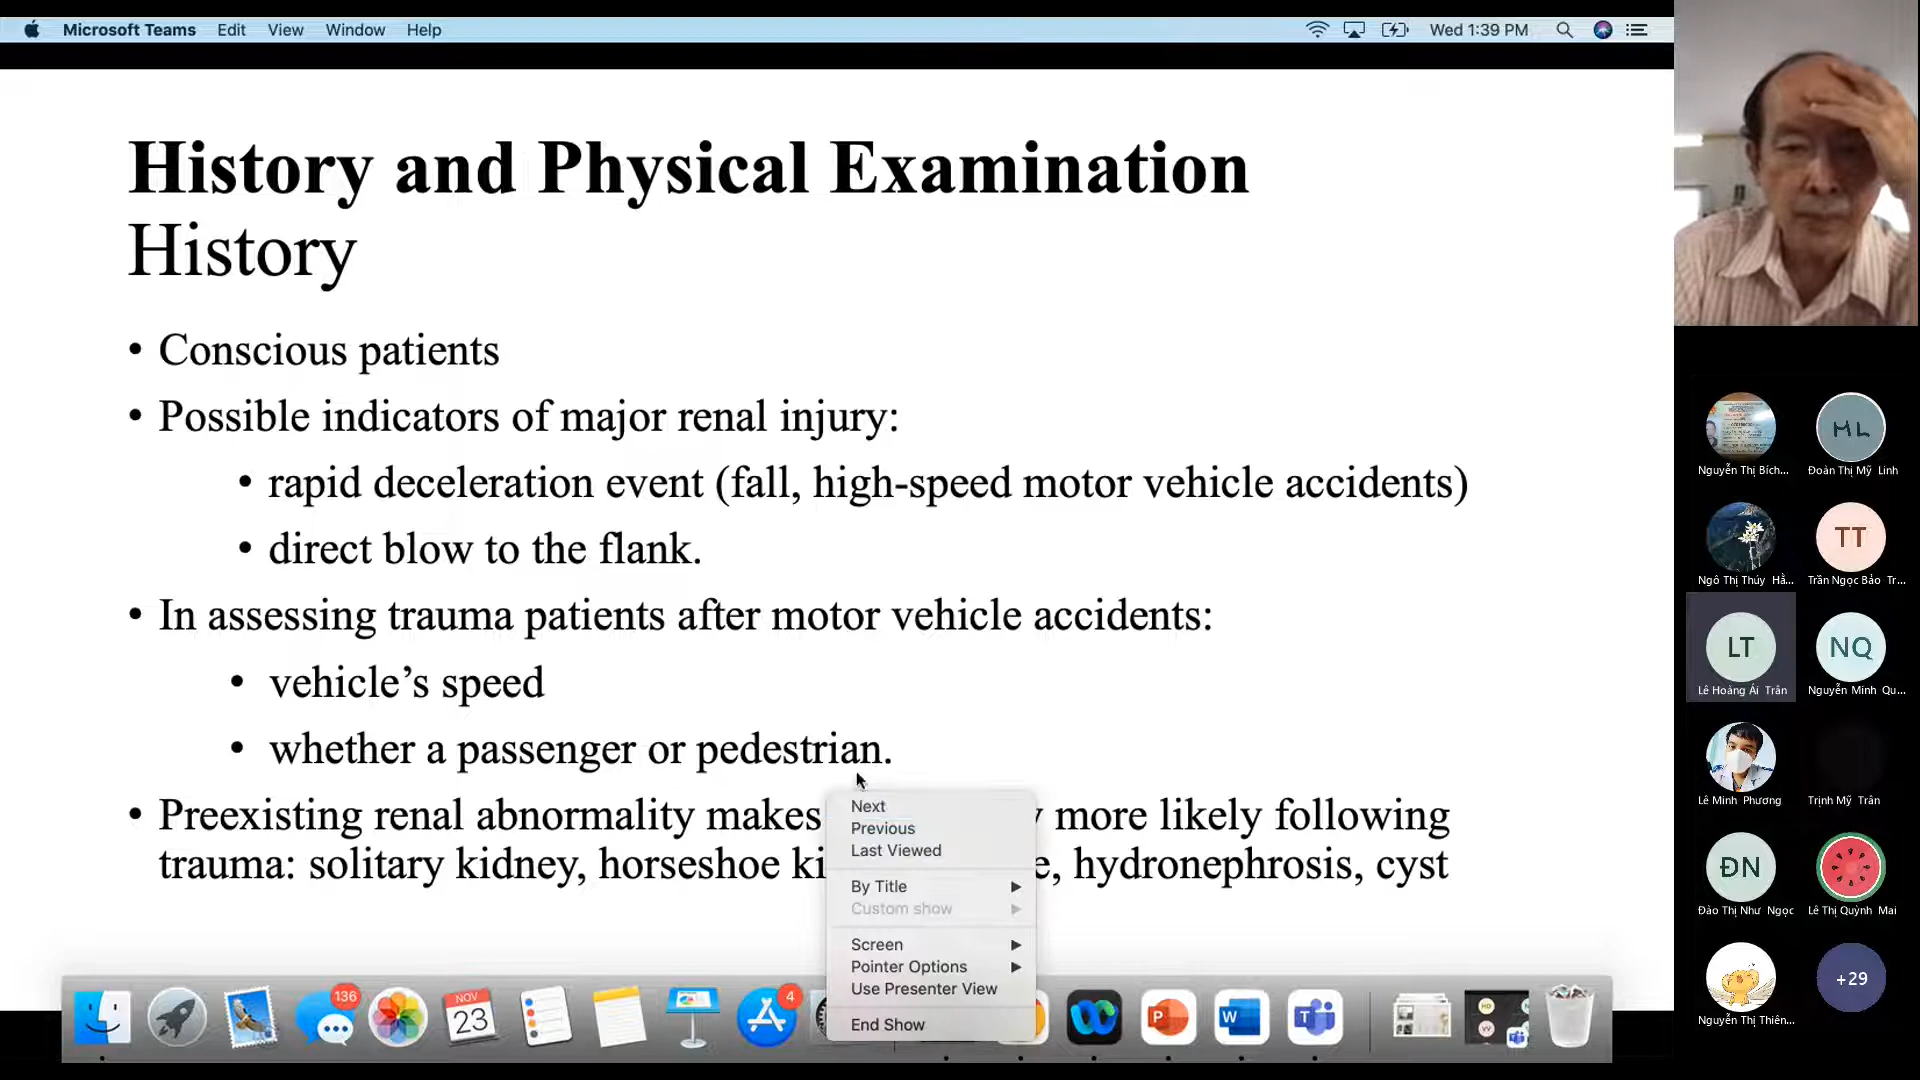 Microsoft Teams Edit View Window Help Wed 1:39 PM
History and Physical Examination
History
• Conscious patients
• Possible indicators of major renal injury:
• rapid deceleration event (fall, high-speed motor vehicle accidents)
• direct blow to the flank.
• In assessing trauma patients after motor vehicle accidents:
• vehicle’s speed
• whether a passenger or pedestrian.
• Preexisting renal abnormality makes more likely following
trauma: solitary kidney, horseshoe hydronephrosis, cyst
Next
Previous
Last Viewed
By Title
Custom show
Screen
Pointer Options
Use Presenter View
End Show
136
NOV
23
4
P
W
T
ML
Nguyễn Thị Bích... Đoàn Thị Mỹ Linh
TT
Ngô Thị Thúy Hằ... Trần Ngọc Bảo Tr...
LT NQ
Lê Hoàng Ái Trân Nguyễn Minh Qu...
Lê Minh Phương Trịnh Mỹ Trân
ĐN
Đào Thị Như Ngọc Lê Thị Quỳnh Mai
+29
Nguyễn Thị Thiên...